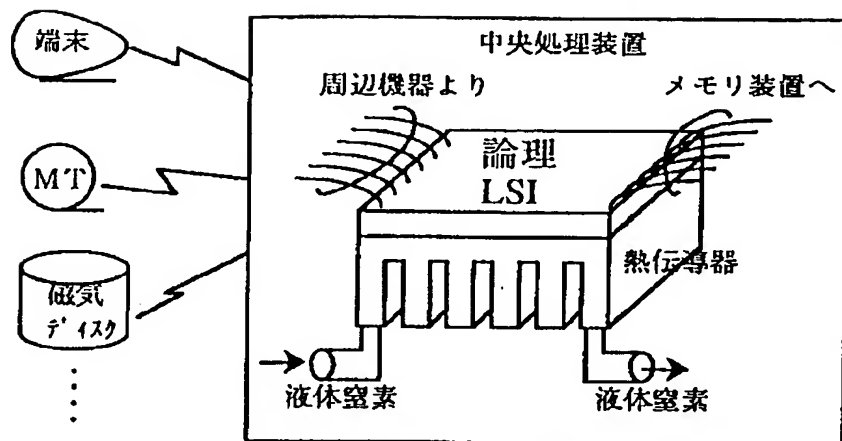 端末
中央処理装置
周辺機器より
メモリ装置へ
論理
LSI
MT
熱伝導器
磁気
ディスク
液体窒素
液体窒素